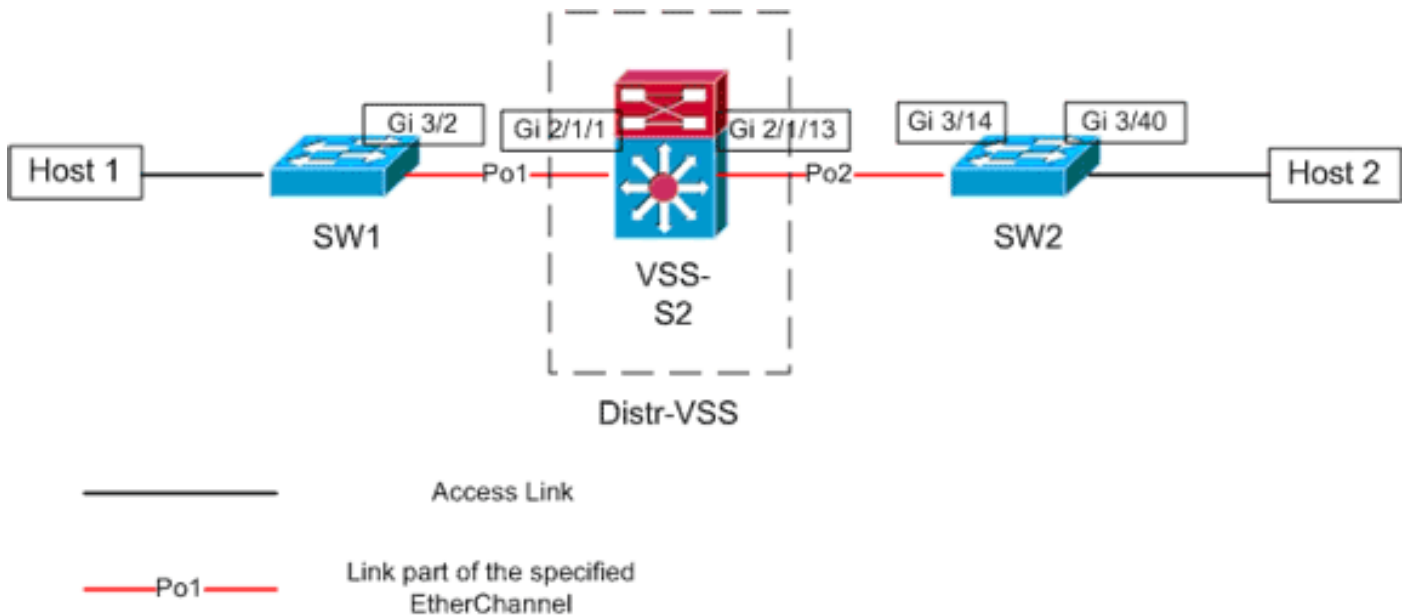 Gi 3/2
Gi 2/1/1
Gi 2/1/13
Gi 3/14
Gi 3/40
Host 1
Po1
Po2
Host 2
SW1
SW2
VSS-
S2
Distr-VSS
Access Link
Po1
Link part of the specified
EtherChannel